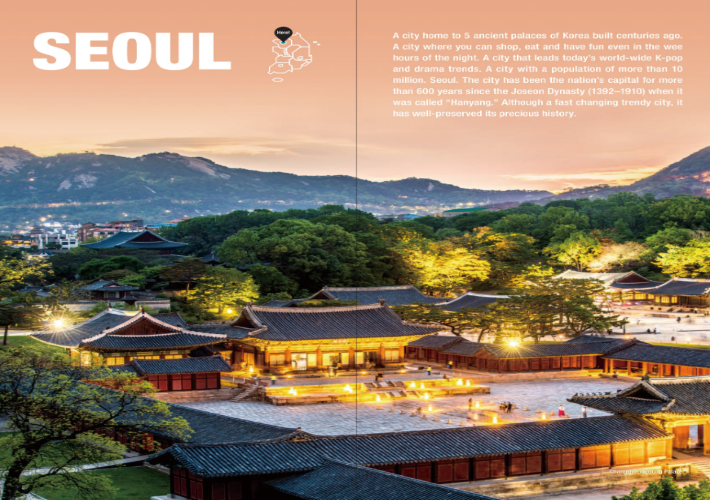 SEOUL
Here!
A city home to 5 ancient palaces of Korea built centuries ago.
A city where you can shop, eat and have fun even in the wee
hours of the night. A city that leads today's world-wide K-pop
and drama trends. A city with a population of more than 10
million. Seoul. The city has been the nation's capital for more
than 600 years since the Joseon Dynasty (1392–1910) when it
was called “Hanyang.” Although a fast changing trendy city, it
has well-preserved its precious history.